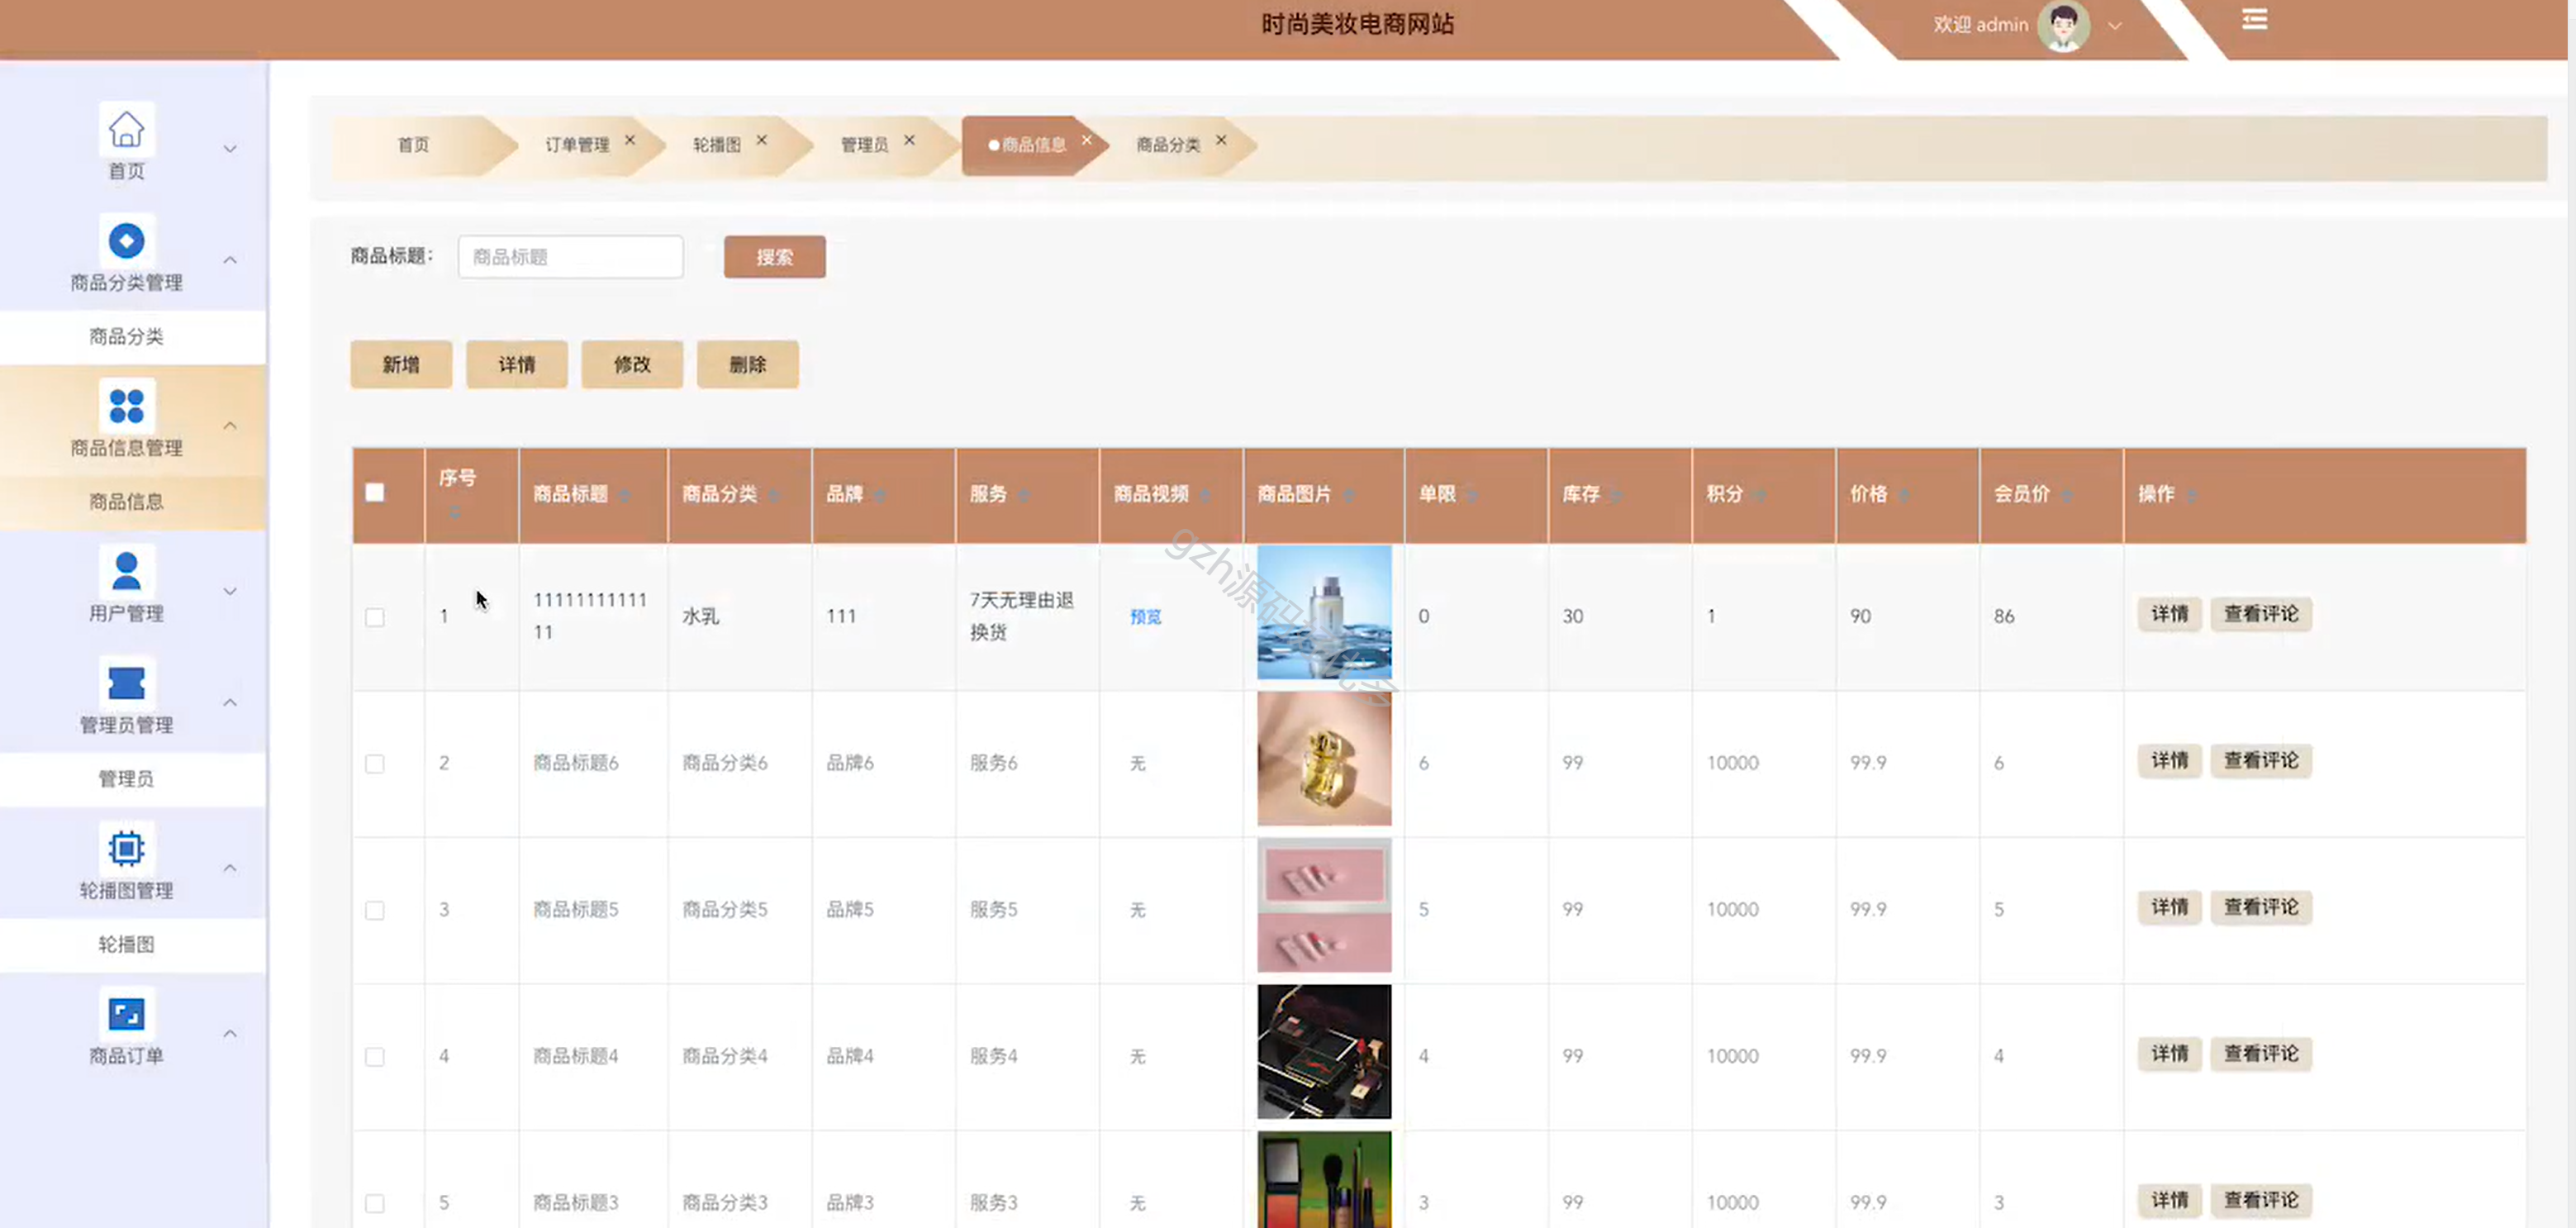 时尚美妆电商网站
欢迎 admin
首页
商品分类管理
商品分类
商品信息管理
商品信息
用户管理
管理员管理
管理员
轮播图管理
轮播图
商品订单
首页 订单管理 轮播图 管理员 商品信息 商品分类
商品标题： 商品标题 搜索
新增 详情 修改 删除
序号 商品标题 商品分类 品牌 服务 商品视频 商品图片 单限 库存 积分 价格 会员价 操作
1 11111111111 水乳 111 7天无理由退 预览 0 30 1 90 86 详情 查看评论
11 换货
2 商品标题6 商品分类6 品牌6 服务6 无 6 99 10000 99.9 6 详情 查看评论
3 商品标题5 商品分类5 品牌5 服务5 无 5 99 10000 99.9 5 详情 查看评论
4 商品标题4 商品分类4 品牌4 服务4 无 4 99 10000 99.9 4 详情 查看评论
5 商品标题3 商品分类3 品牌3 服务3 无 3 99 10000 99.9 3 详情 查看评论
gzh源码